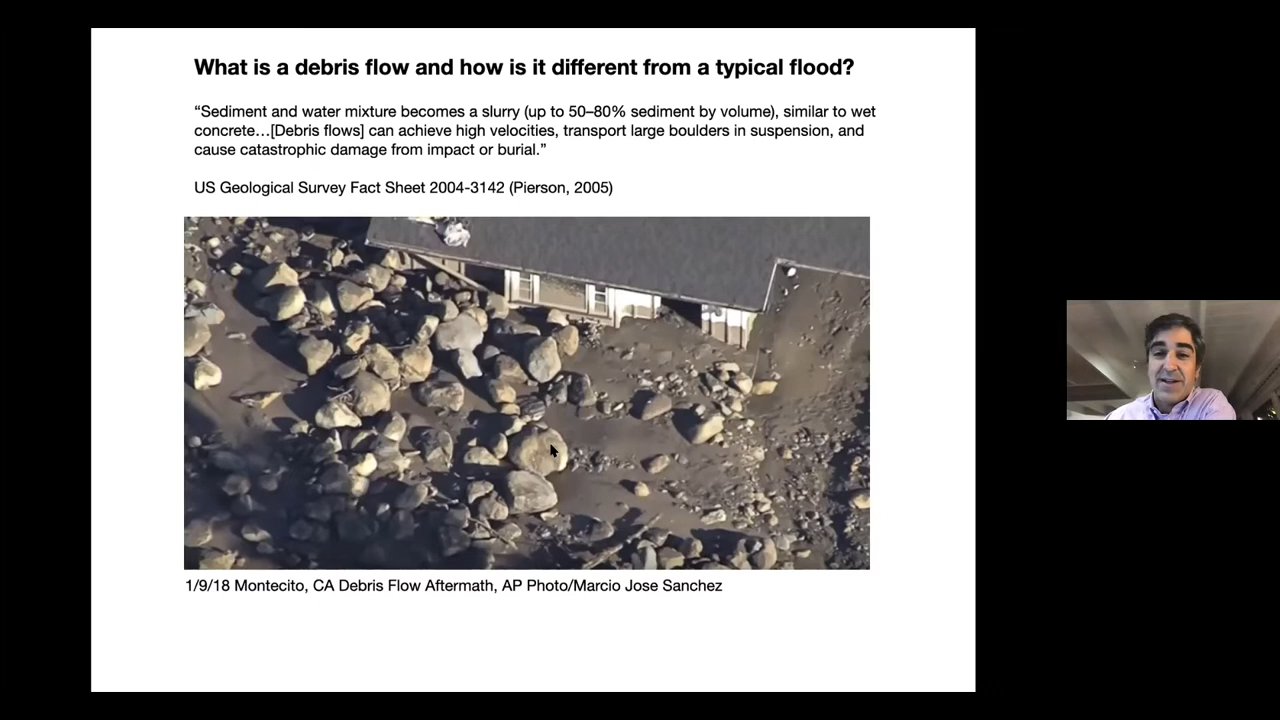 What is a debris flow and how is it different from a typical flood?
“Sediment and water mixture becomes a slurry (up to 50–80% sediment by volume), similar to wet
concrete…[Debris flows] can achieve high velocities, transport large boulders in suspension, and
cause catastrophic damage from impact or burial.”
US Geological Survey Fact Sheet 2004-3142 (Pierson, 2005)
1/9/18 Montecito, CA Debris Flow Aftermath, AP Photo/Marcio Jose Sanchez